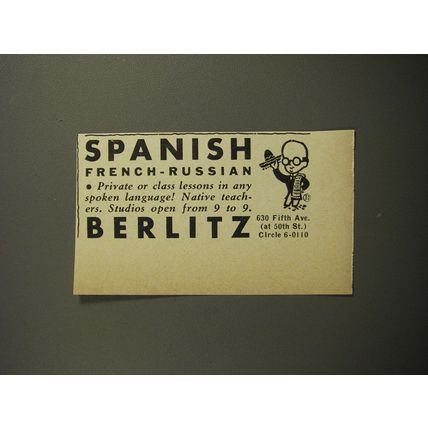 SPANISH
FRENCH-RUSSIAN
• Private or class lessons in any
spoken language! Native teach-
ers. Studios open from 9 to 9.
BERLITZ
630 Fifth Ave.
(at 50th St.)
Circle 6-0110